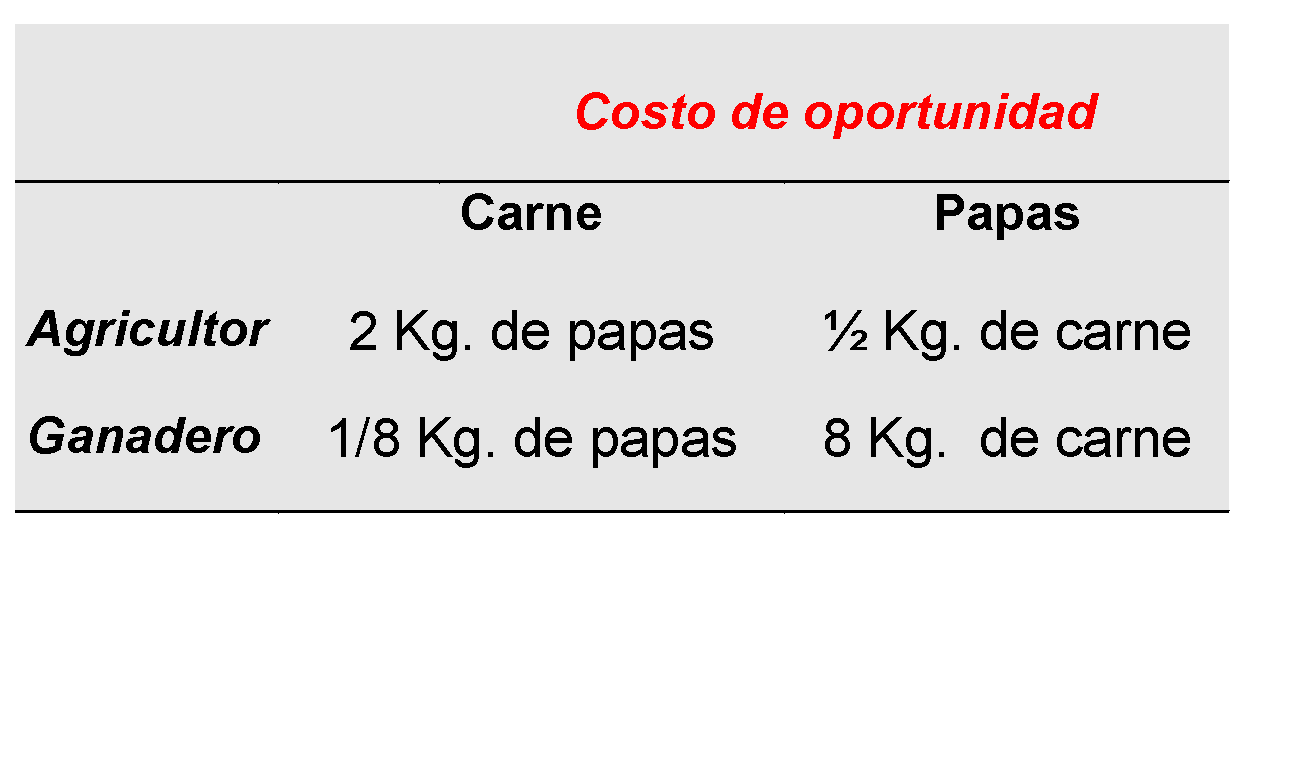 Costo de oportunidad
Carne Papas
Agricultor 2 Kg. de papas ½ Kg. de carne
Ganadero 1/8 Kg. de papas 8 Kg. de carne